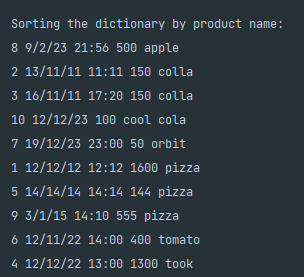 Sorting the dictionary by product name:
8 9/2/23 21:56 500 apple
2 13/11/11 11:11 150 colla
3 16/11/11 17:20 150 colla
10 12/12/23 100 cool cola
7 19/12/23 23:00 50 orbit
1 12/12/12 12:12 1600 pizza
5 14/14/14 14:14 144 pizza
9 3/1/15 14:10 555 pizza
6 12/11/22 14:00 400 tomato
4 12/12/22 13:00 1300 took